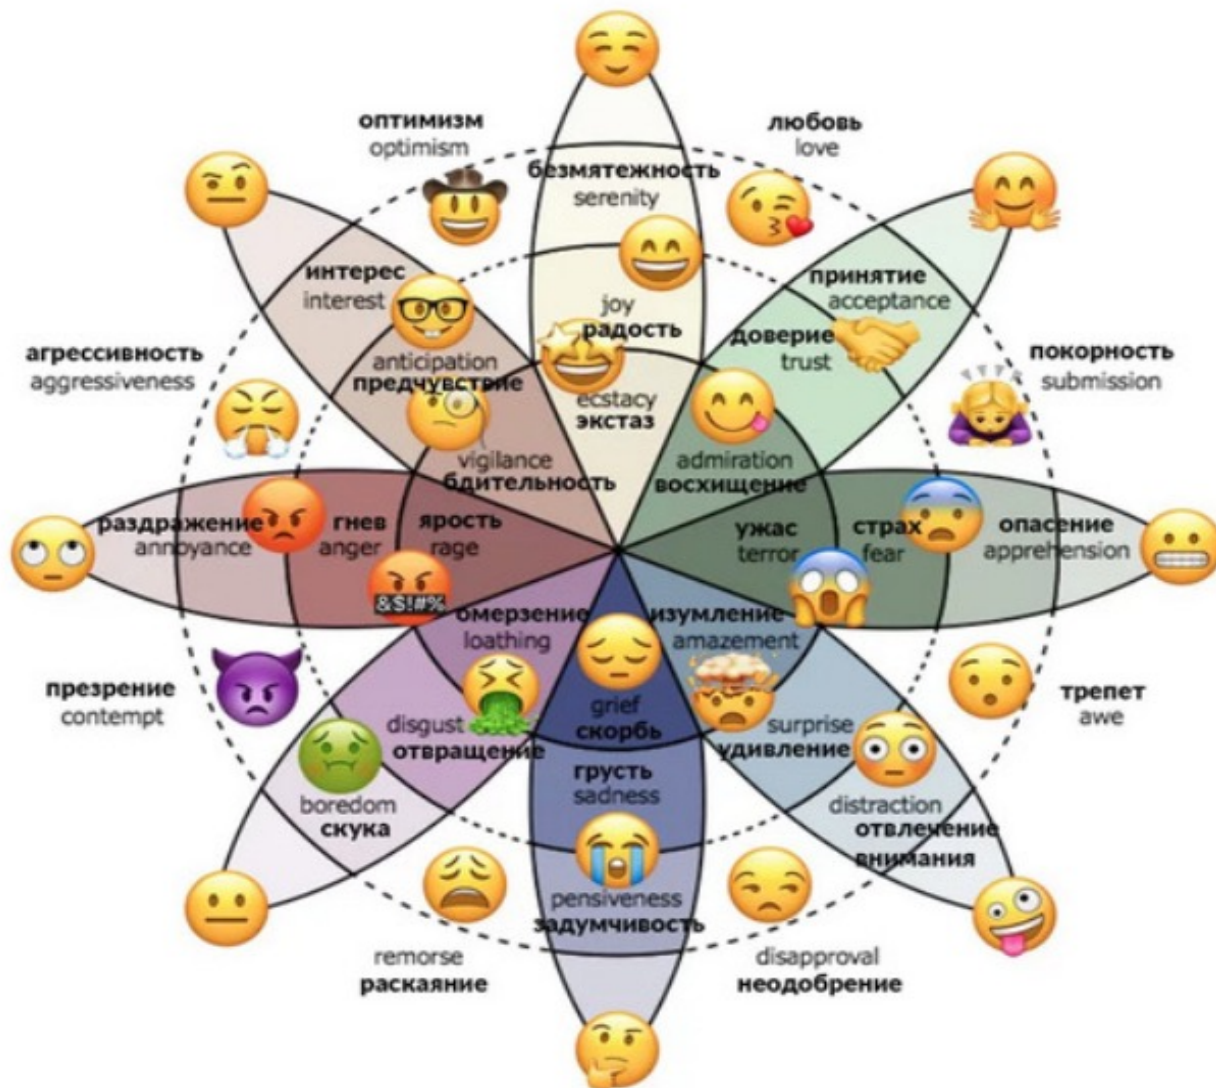 оптимизм
optimism
любовь
love
безмятежность
serenity
интерес
interest
принятие
acceptance
joy
радость
доверие
trust
агрессивность
aggressiveness
anticipation
предчувствие
покорность
submission
ecstacy
экстаз
vigilance
бдительность
admiration
восхищение
раздражение
annoyance
гнев
anger
ярость
rage
ужас
terror
страх
fear
опасение
apprehension
&$!#%
омерзение
loathing
изумление
amazement
презрение
contempt
трепет
awe
grief
скорбь
disgust
отвращение
surprise
удивление
грусть
sadness
boredom
скука
distraction
отвлечение
внимания
pensiveness
задумчивость
remorse
раскаяние
disapproval
неодобрение